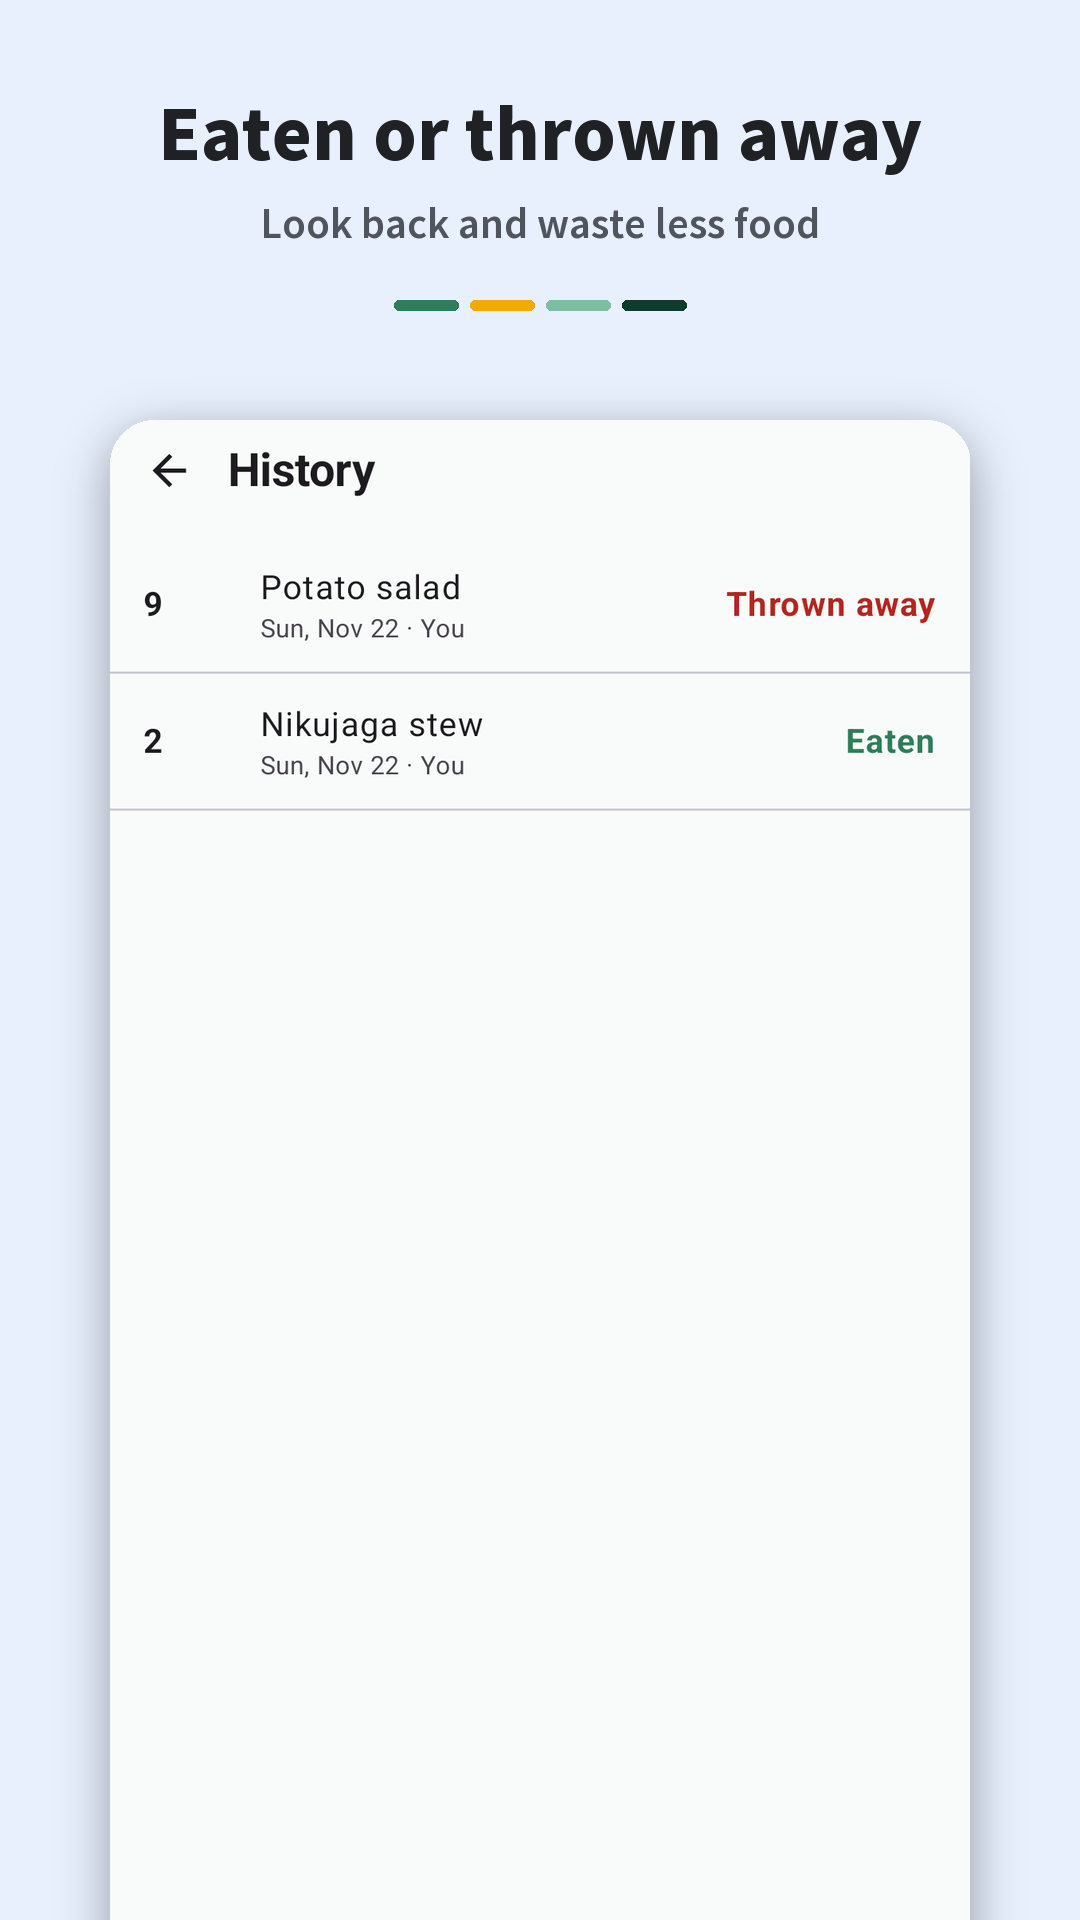 Eaten or thrown away
Look back and waste less food
History
9
Potato salad
Sun, Nov 22 · You
Thrown away
2
Nikujaga stew
Sun, Nov 22 · You
Eaten